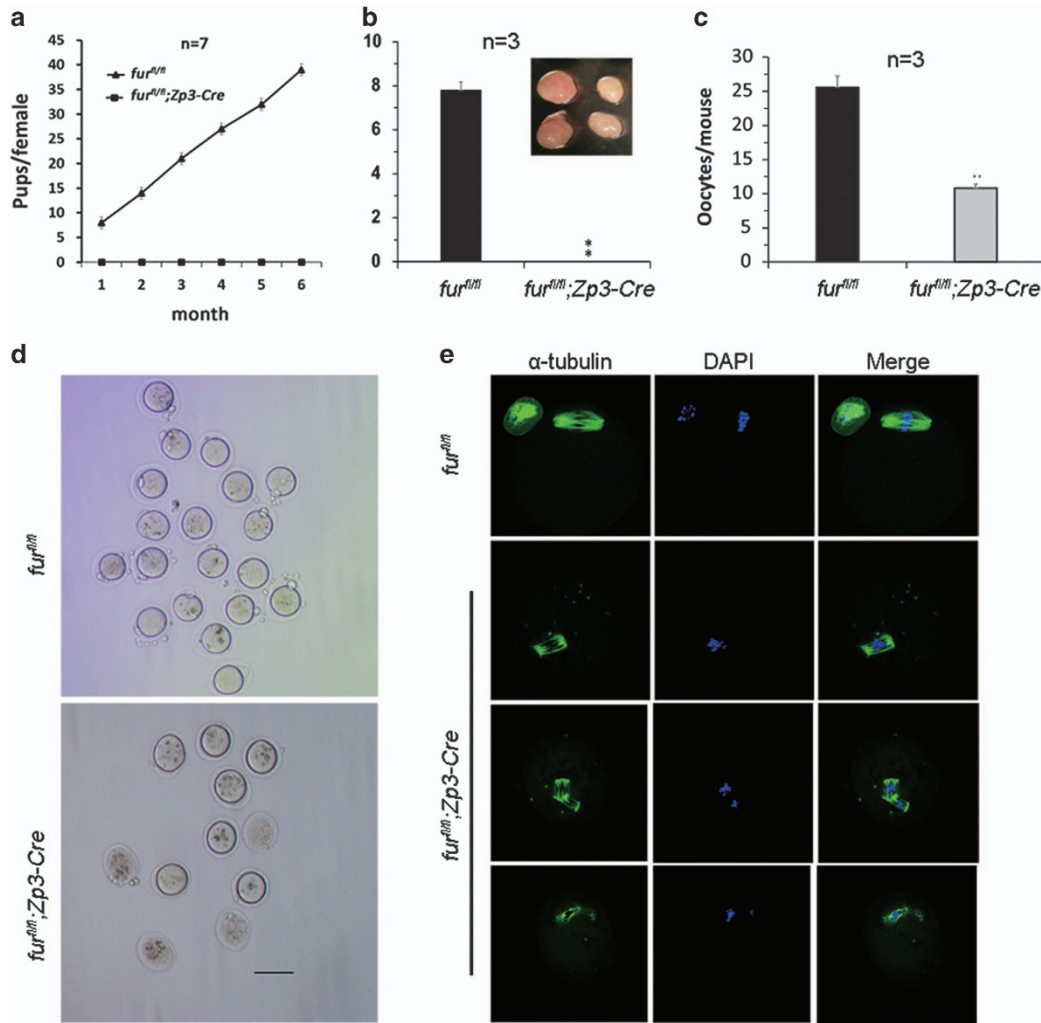 a
n=7
fur^fl/fl
fur^fl/fl;Zp3-Cre
Pups/female
45
40
35
30
25
20
15
10
5
0
1 2 3 4 5 6
month
b
n=3
10
8
6
4
2
0
**
fur^fl/fl
fur^fl/fl;Zp3-Cre
c
n=3
Oocytes/mouse
30
25
20
15
10
5
0
**
fur^fl/fl
fur^fl/fl;Zp3-Cre
d
fur^fl/fl
fur^fl/fl;Zp3-Cre
e
α-tubulin DAPI Merge
fur^fl/fl
fur^fl/fl;Zp3-Cre